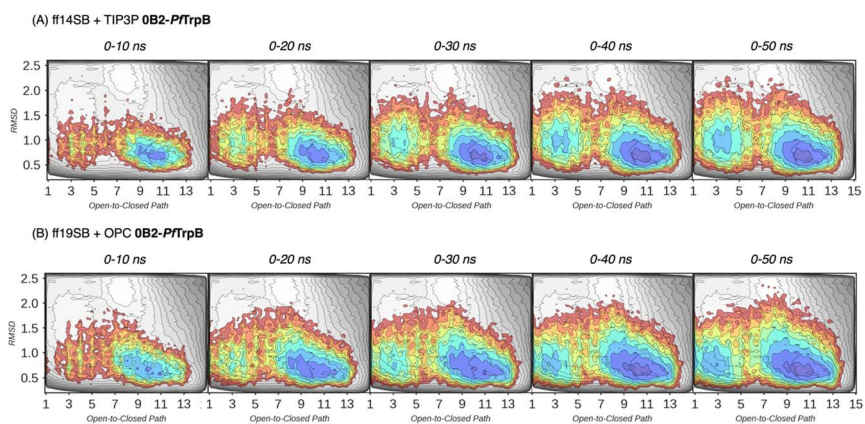 (A) ff14SB + TIP3P 0B2-PfTrpB
0-10 ns 0-20 ns 0-30 ns 0-40 ns 0-50 ns
RMSD
2.5
2.0
1.5
1.0
0.5
1 3 5 7 9 11 13 1 3 5 7 9 11 13 1 3 5 7 9 11 13 1 3 5 7 9 11 13 1 3 5 7 9 11 13 15
Open-to-Closed Path Open-to-Closed Path Open-to-Closed Path Open-to-Closed Path Open-to-Closed Path
(B) ff19SB + OPC 0B2-PfTrpB
0-10 ns 0-20 ns 0-30 ns 0-40 ns 0-50 ns
RMSD
2.5
2.0
1.5
1.0
0.5
1 3 5 7 9 11 13 1 3 5 7 9 11 13 1 3 5 7 9 11 13 1 3 5 7 9 11 13 1 3 5 7 9 11 13 15
Open-to-Closed Path Open-to-Closed Path Open-to-Closed Path Open-to-Closed Path Open-to-Closed Path